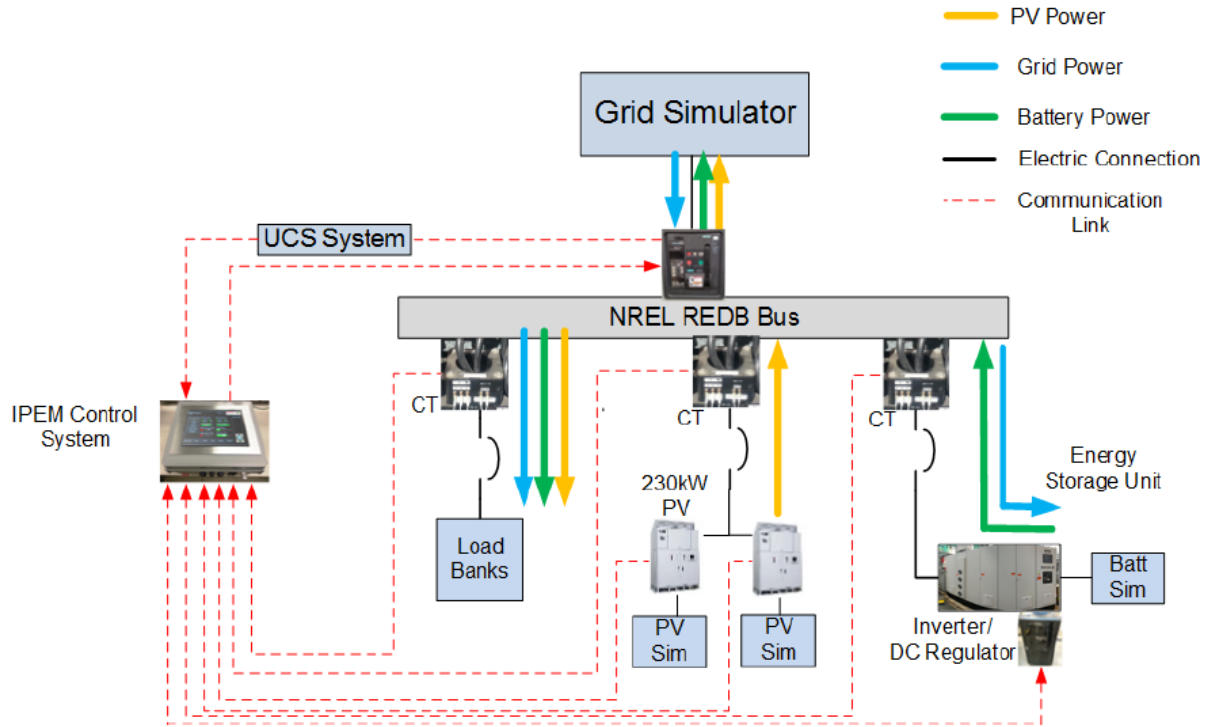 PV Power
Grid Power
Battery Power
Electric Connection
Communication
Link
Grid Simulator
UCS System
NREL REDB Bus
CT
CT
CT
IPEM Control
System
230kW
PV
Energy
Storage Unit
Load
Banks
PV
Sim
PV
Sim
Batt
Sim
Inverter/
DC Regulator